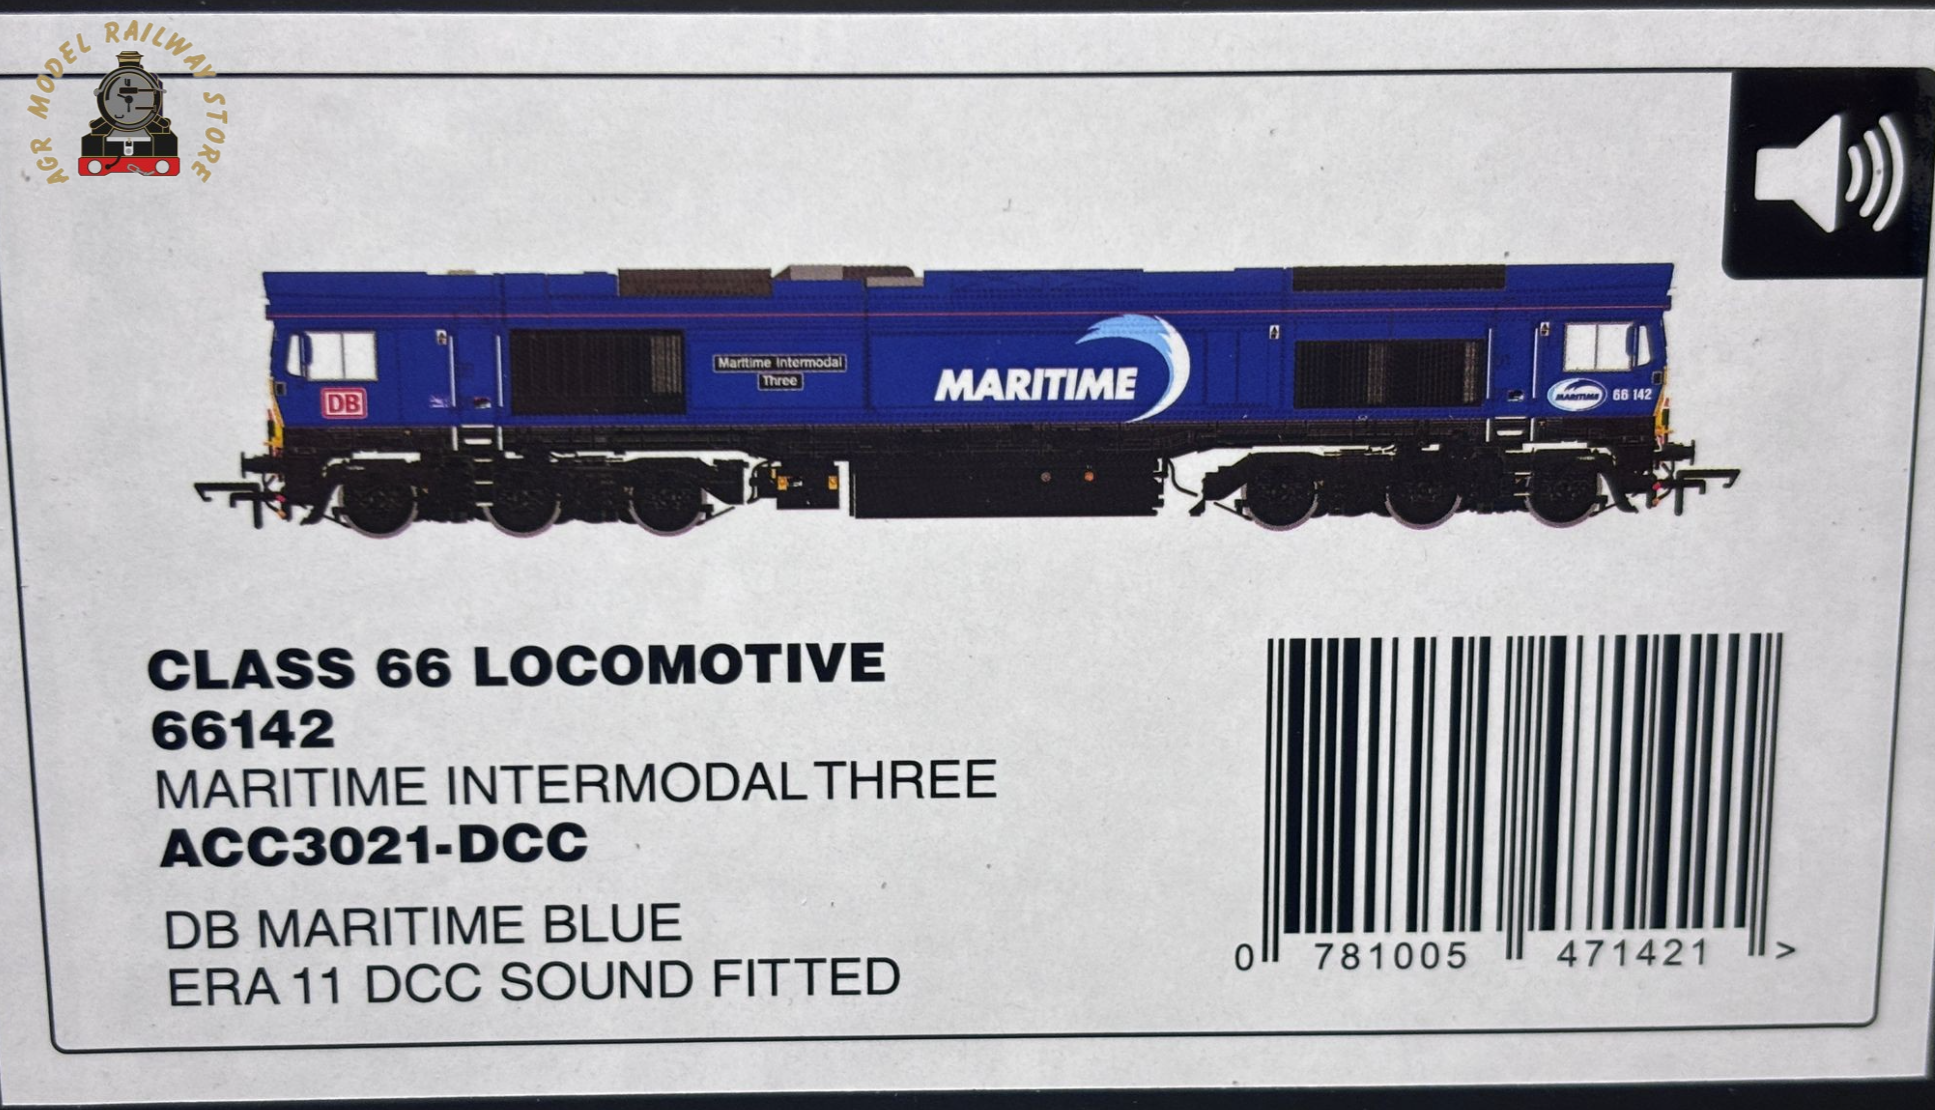 AGR MODEL RAILWAY STORE
Maritime Intermodal
Three
MARITIME
DB
MARITIME 66 142
CLASS 66 LOCOMOTIVE
66142
MARITIME INTERMODAL THREE
ACC3021-DCC
DB MARITIME BLUE
ERA 11 DCC SOUND FITTED
0 781005 471421 >